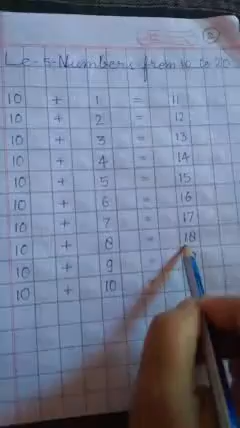 Le-5-Numbers from 10 to 20
10 + 1 = 11
10 + 2 = 12
10 + 3 = 13
10 + 4 = 14
10 + 5 = 15
10 + 6 = 16
10 + 7 = 17
10 + 8 = 18
10 + 9 =
10 + 10